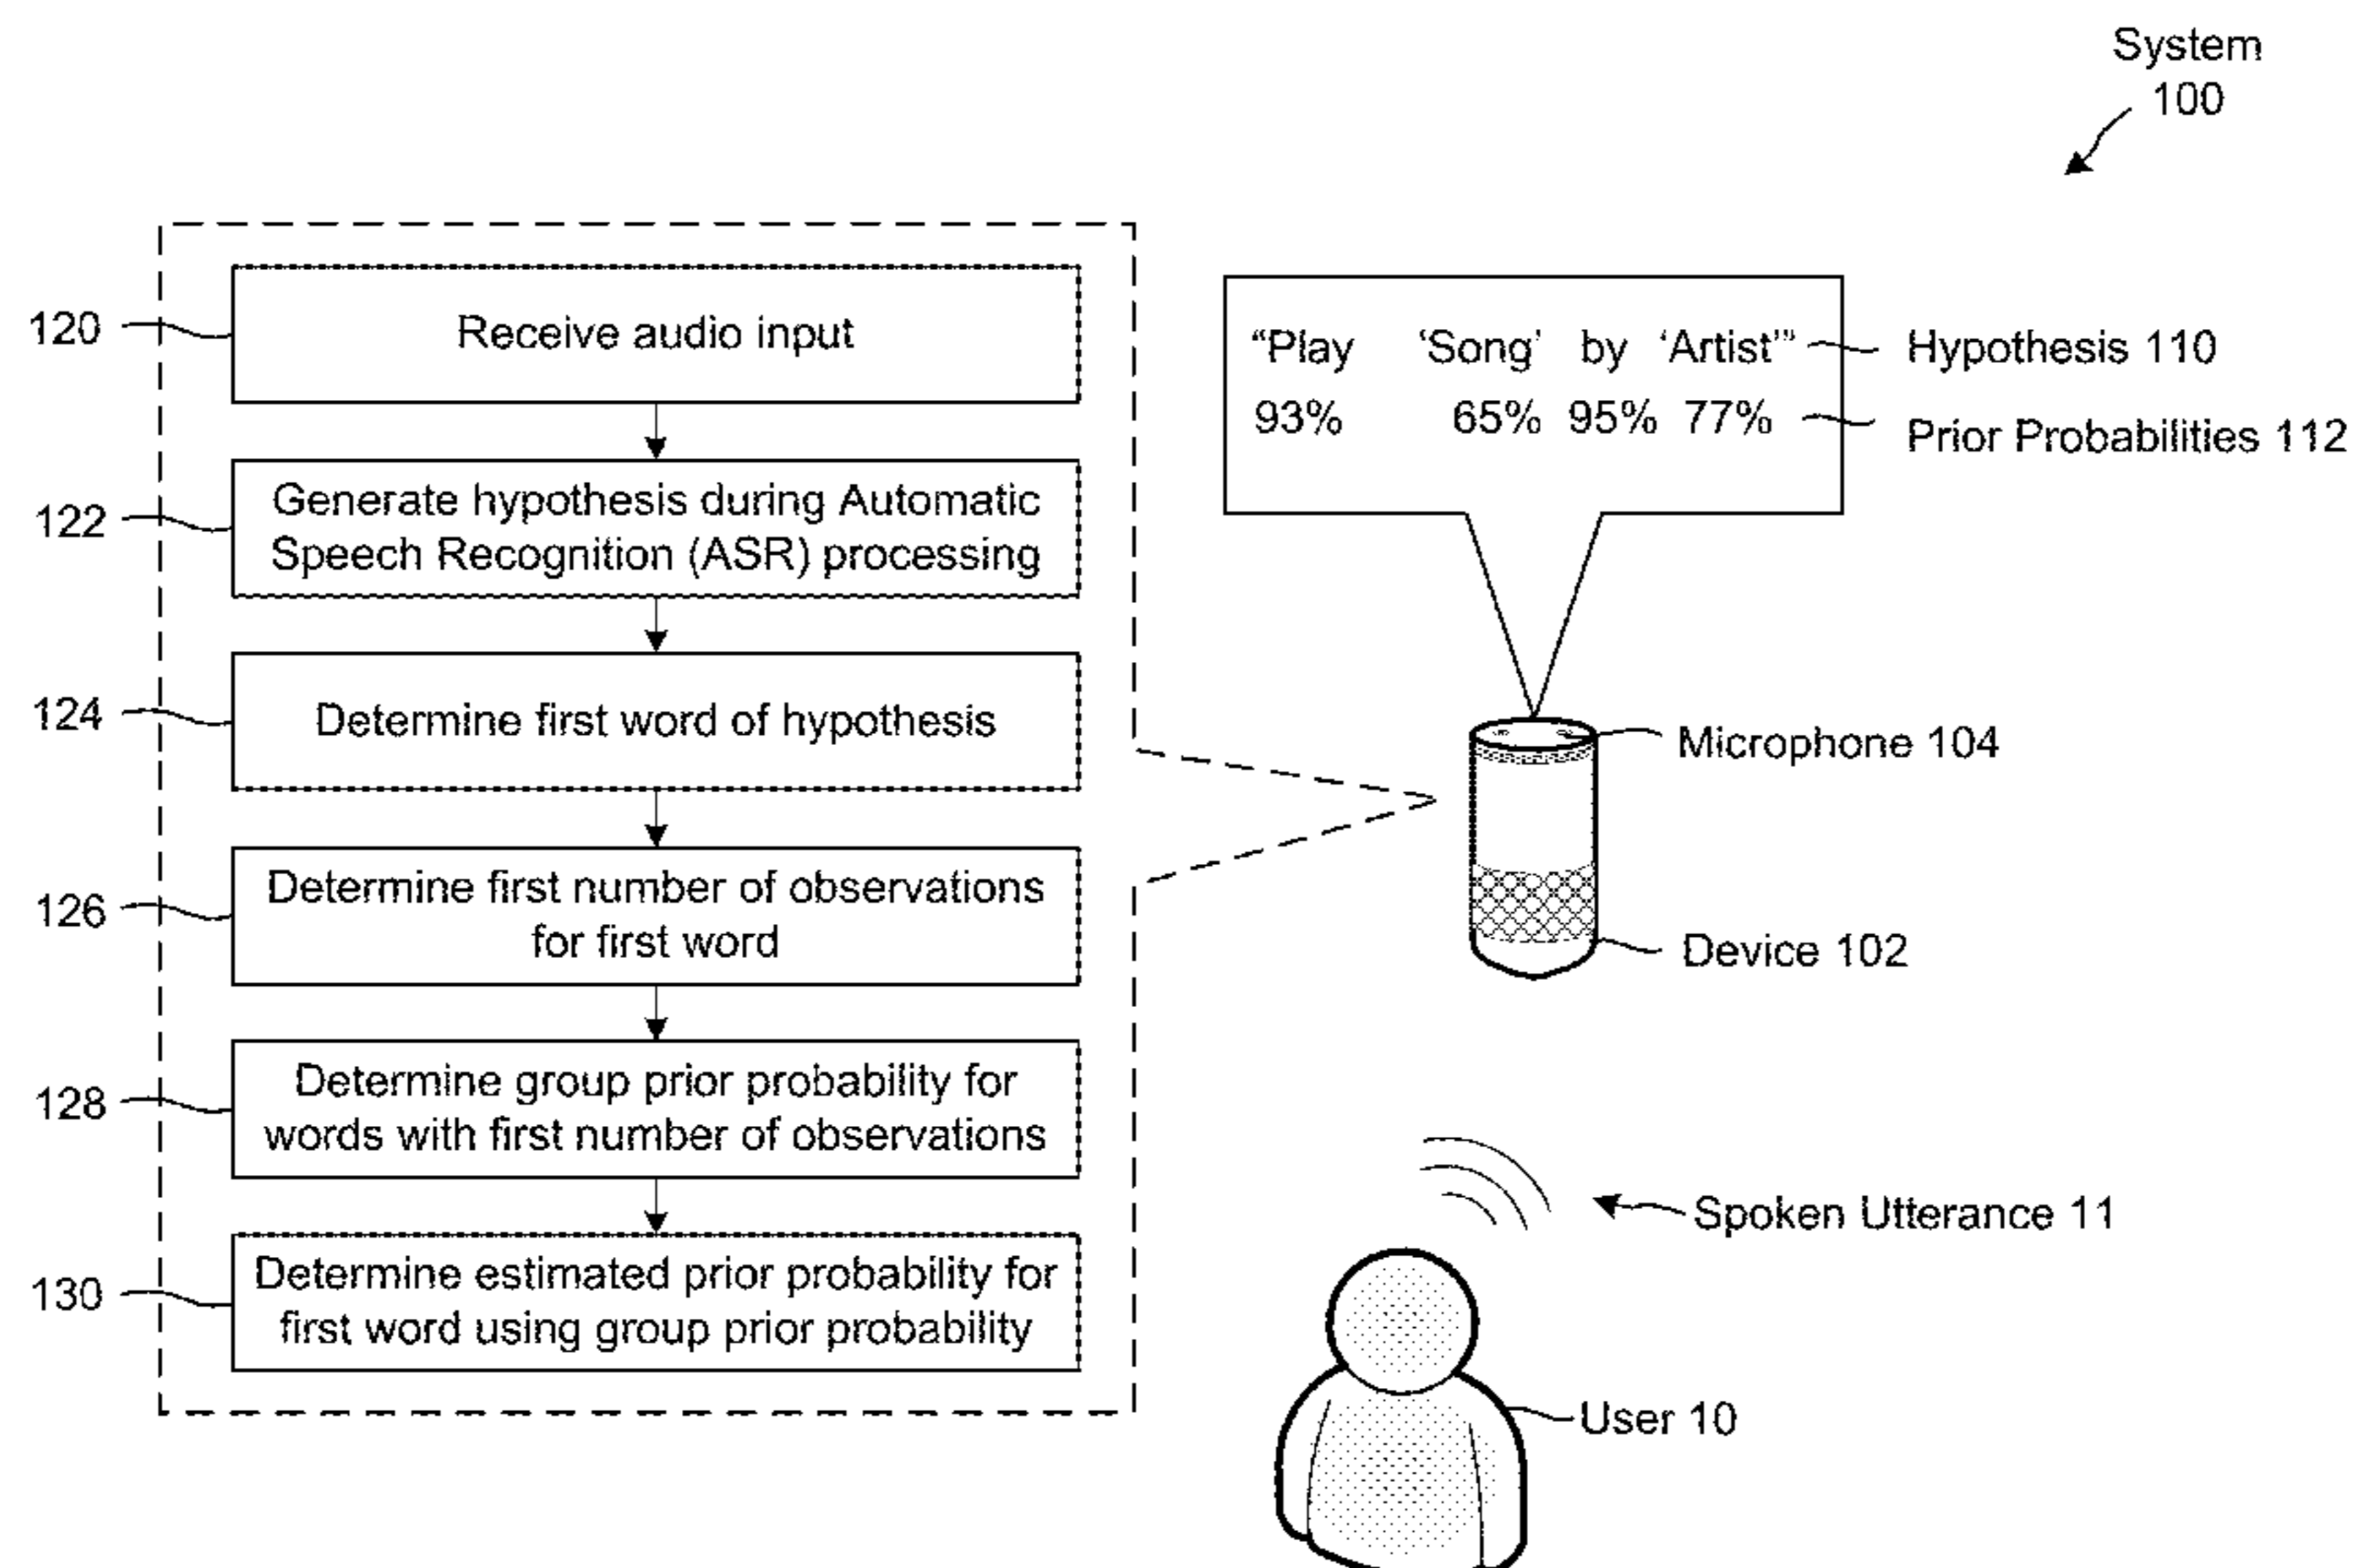 System
100
120
Receive audio input
122
Generate hypothesis during Automatic
Speech Recognition (ASR) processing
124
Determine first word of hypothesis
126
Determine first number of observations
for first word
128
Determine group prior probability for
words with first number of observations
130
Determine estimated prior probability for
first word using group prior probability
“Play ‘Song’ by ‘Artist’”
Hypothesis 110
93% 65% 95% 77%
Prior Probabilities 112
Microphone 104
Device 102
Spoken Utterance 11
User 10